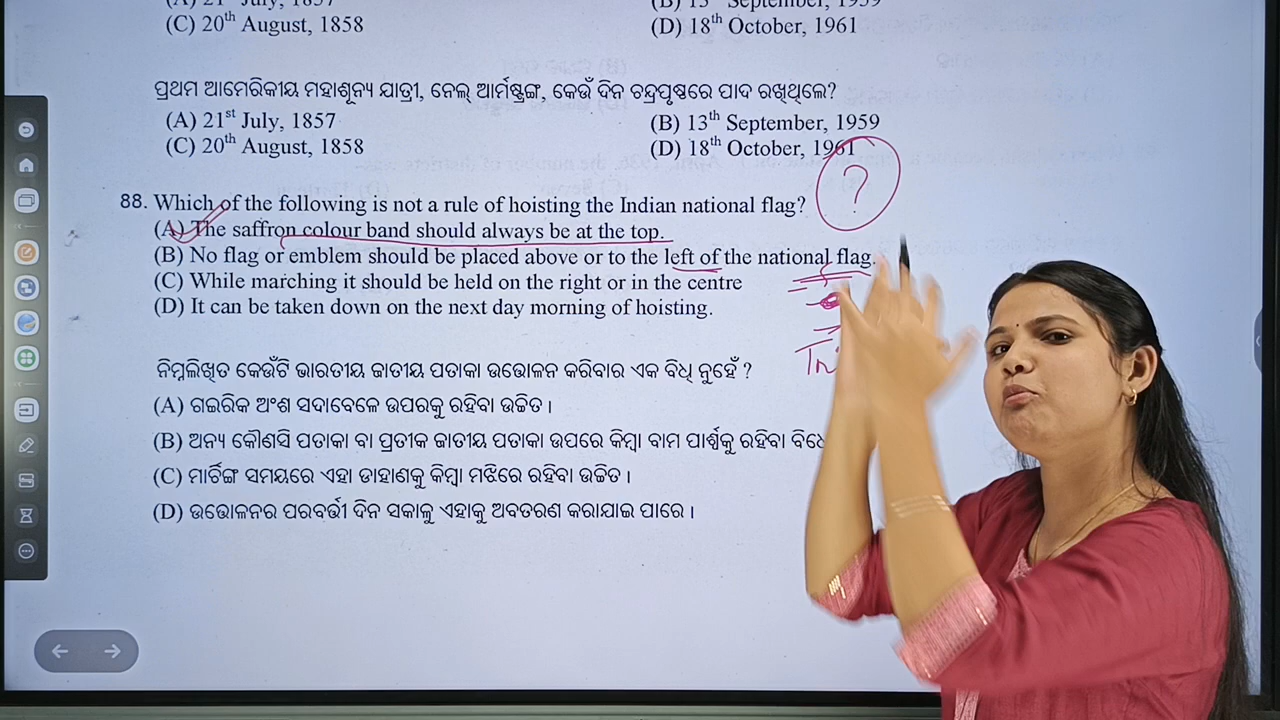 (A) 21st July, 1857 (B) 13th September, 1959
(C) 20th August, 1858 (D) 18th October, 1961
ପ୍ରଥମ ଆମେରିକୀୟ ମହାଶୂନ୍ୟ ଯାତ୍ରୀ, ନେଲ୍ ଆର୍ମଷ୍ଟ୍ରଙ୍ଗ, କେଉଁ ଦିନ ଚନ୍ଦ୍ରପୃଷ୍ଠରେ ପାଦ ରଖିଥିଲେ?
(A) 21st July, 1857 (B) 13th September, 1959
(C) 20th August, 1858 (D) 18th October, 1961
?
88. Which of the following is not a rule of hoisting the Indian national flag?
(A) The saffron colour band should always be at the top.
(B) No flag or emblem should be placed above or to the left of the national flag.
(C) While marching it should be held on the right or in the centre
(D) It can be taken down on the next day morning of hoisting.
ନିମ୍ନଲିଖିତ କେଉଁଟି ଭାରତୀୟ ଜାତୀୟ ପତାକା ଉତ୍ତୋଳନ କରିବାର ଏକ ବିଧି ନୁହେଁ ?
(A) ଗଇରିକ ଅଂଶ ସଦାବେଳେ ଉପରକୁ ରହିବା ଉଚ୍ଚିତ ।
(B) ଅନ୍ୟ କୌଣସି ପତାକା ବା ପ୍ରତୀକ ଜାତୀୟ ପତାକା ଉପରେ କିମ୍ବା ବାମ ପାର୍ଶ୍ୱକୁ ରହିବା
(C) ମାର୍ଚିଙ୍ଗ ସମୟରେ ଏହା ଡାହାଣକୁ କିମ୍ବା ମଝିରେ ରହିବା ଉଚ୍ଚିତ ।
(D) ଉତ୍ତୋଳନର ପରବର୍ତ୍ତୀ ଦିନ ସକାଳୁ ଏହାକୁ ଅବତରଣ କରାଯାଇ ପାରେ ।